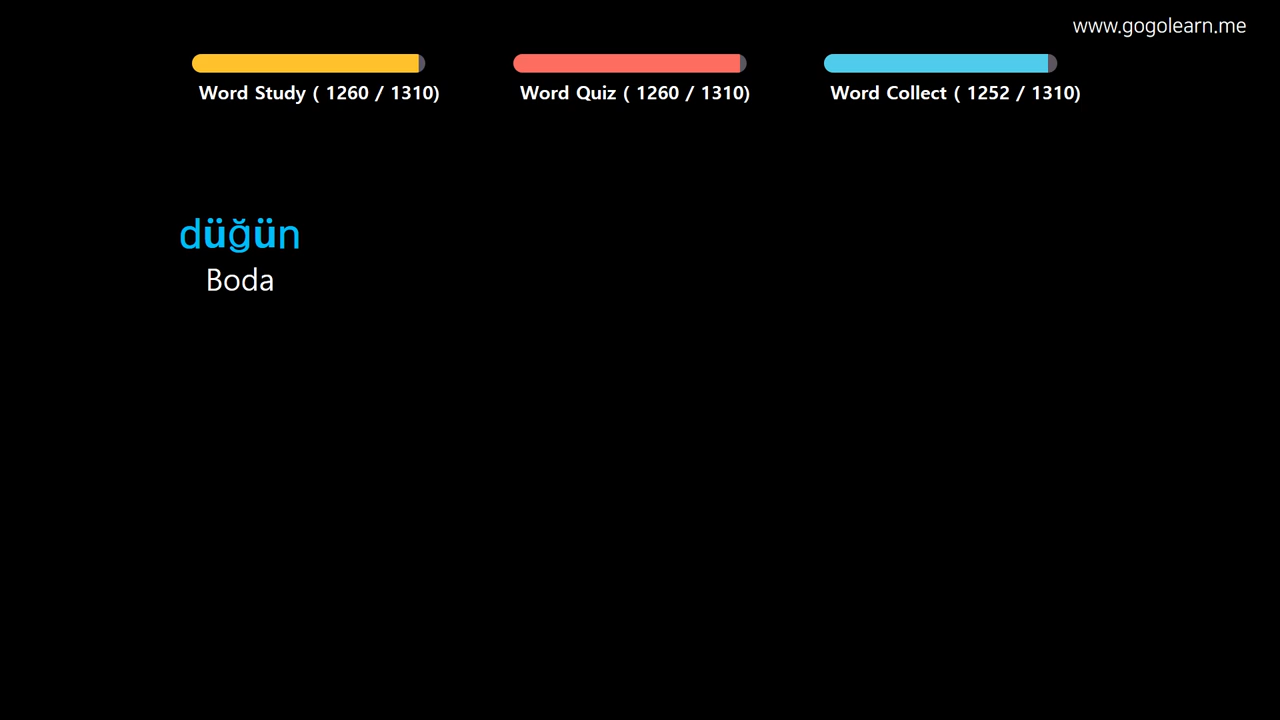 www.gogolearn.me
Word Study ( 1260 / 1310)
Word Quiz ( 1260 / 1310)
Word Collect ( 1252 / 1310)
düğün
Boda